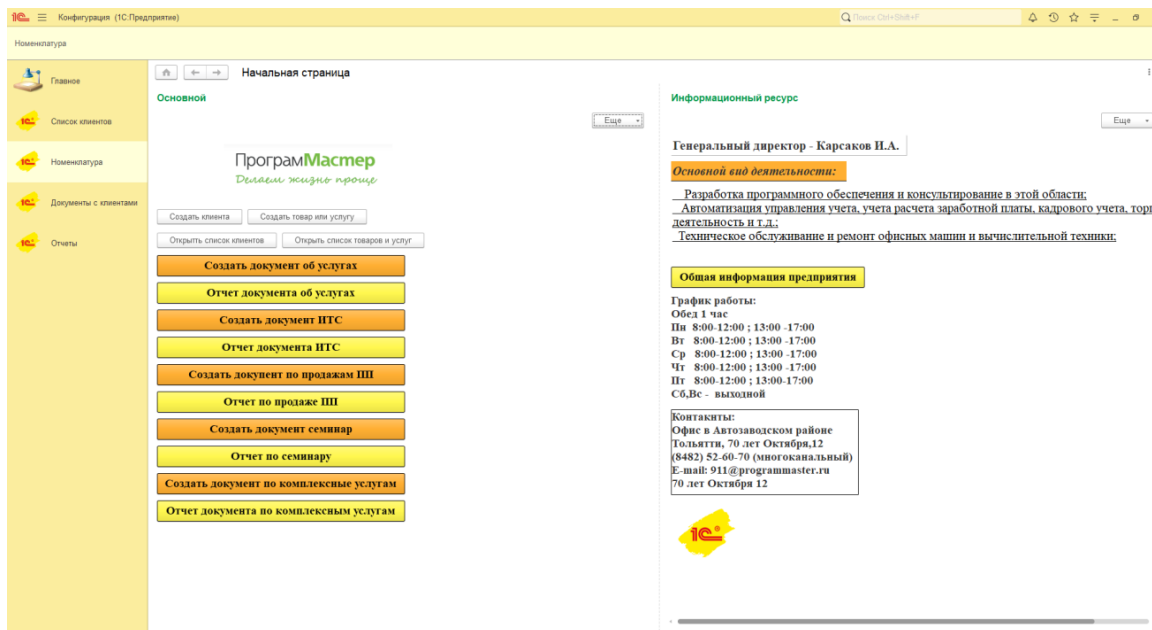 1С Конфигурация (1С:Предприятие)
Поиск Ctrl+Shift+F
Номенклатура
Главное
1С Список клиентов
1С Номенклатура
1С Документы с клиентами
1С Отчеты
Начальная страница
Основной
Еще
ПрограмМастер
Делаем жизнь проще
Создать клиента Создать товар или услугу
Открыть список клиентов Открыть список товаров и услуг
Создать документ об услугах
Отчет документа об услугах
Создать документ ИТС
Отчет документа ИТС
Создать докунент по продажам ПП
Отчет по продаже ПП
Создать документ семинар
Отчет по семинару
Создать документ по комплексные услугам
Отчет документа по комплексным услугам
Информационный ресурс
Еще
Генеральный директор - Карсаков И.А.
Основной вид деятельности:
Разработка программного обеспечения и консультирование в этой области;
Автоматизация управления учета, учета расчета заработной платы, кадрового учета, торг
деятельность и т.д.;
Техническое обслуживание и ремонт офисных машин и вычислительной техники;
Общая информация предприятия
График работы:
Обед 1 час
Пн 8:00-12:00 ; 13:00 -17:00
Вт 8:00-12:00 ; 13:00 -17:00
Ср 8:00-12:00 ; 13:00 -17:00
Чт 8:00-12:00 ; 13:00 -17:00
Пт 8:00-12:00 ; 13:00-17:00
Сб,Вс - выходной
Контакнты:
Офис в Автозаводском районе
Тольятти, 70 лет Октября,12
(8482) 52-60-70 (многоканальный)
E-mail: 911@programmaster.ru
70 лет Октября 12
1С